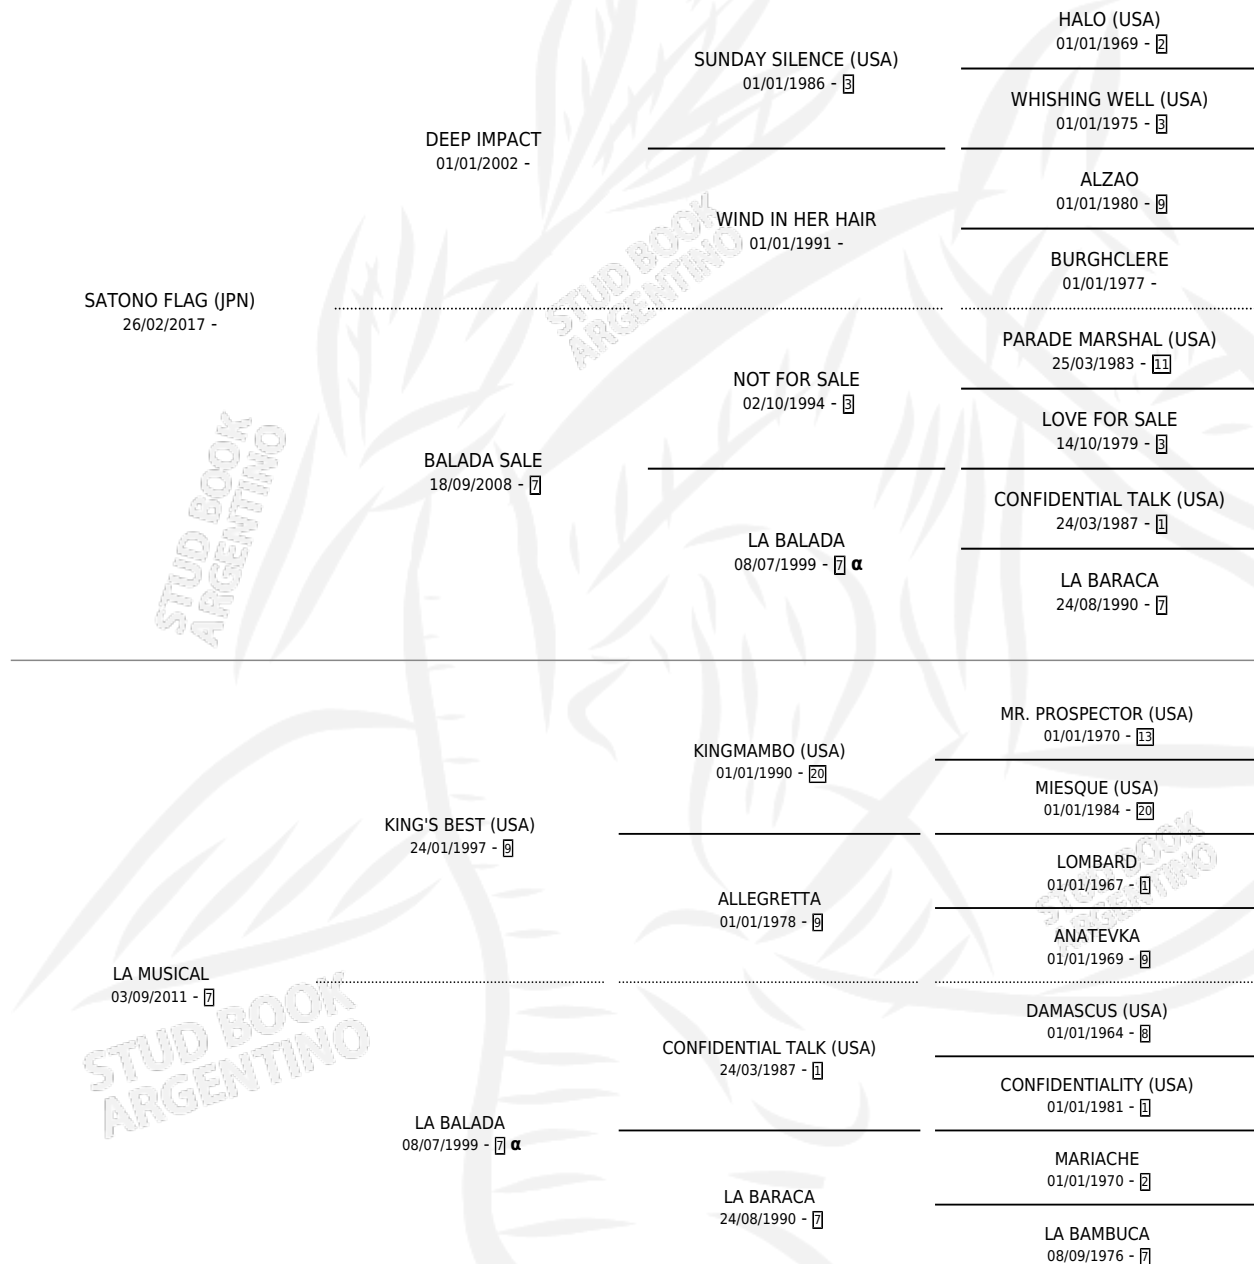 HALO (USA)
01/01/1969 - 2
SUNDAY SILENCE (USA)
01/01/1986 - 3
WHISHING WELL (USA)
01/01/1975 - 3
DEEP IMPACT
01/01/2002 -
ALZAO
01/01/1980 - 9
WIND IN HER HAIR
01/01/1991 -
BURGHCLERE
01/01/1977 -
SATONO FLAG (JPN)
26/02/2017 -
PARADE MARSHAL (USA)
25/03/1983 - 11
NOT FOR SALE
02/10/1994 - 3
LOVE FOR SALE
14/10/1979 - 3
BALADA SALE
18/09/2008 - 7
CONFIDENTIAL TALK (USA)
24/03/1987 - 1
LA BALADA
08/07/1999 - 7 α
LA BARACA
24/08/1990 - 7
MR. PROSPECTOR (USA)
01/01/1970 - 13
KINGMAMBO (USA)
01/01/1990 - 20
MIESQUE (USA)
01/01/1984 - 20
KING'S BEST (USA)
24/01/1997 - 9
LOMBARD
01/01/1967 - 1
ALLEGRETTA
01/01/1978 - 9
ANATEVKA
01/01/1969 - 9
LA MUSICAL
03/09/2011 - 7
DAMASCUS (USA)
01/01/1964 - 8
CONFIDENTIAL TALK (USA)
24/03/1987 - 1
CONFIDENTIALITY (USA)
01/01/1981 - 1
LA BALADA
08/07/1999 - 7 α
MARIACHE
01/01/1970 - 2
LA BARACA
24/08/1990 - 7
LA BAMBUCA
08/09/1976 - 7
STUD BOOK
ARGENTINO
STUD BOOK
ARGENTINO
STUD BOOK
ARGENTINO
STUD BOOK
ARGENTINO